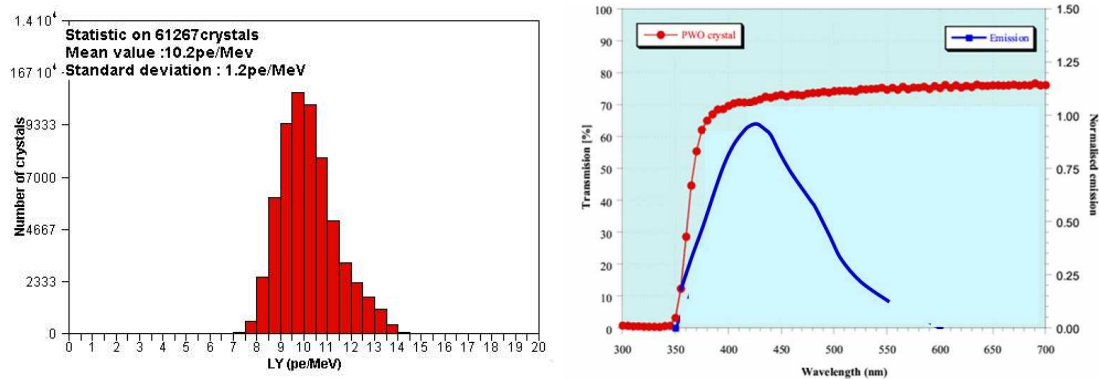 1.4 10⁴
Statistic on 61267crystals
Mean value :10.2pe/Mev
Standard deviation : 1.2pe/MeV
167 10⁴
9333
7000
4667
2333
0
Number of crystals
0 1 2 3 4 5 6 7 8 9 10 11 12 13 14 15 16 17 18 19 20
LY (pe/MeV)
100
90
80
70
60
50
40
30
20
10
0
Transmision [%]
PWO crystal
Emission
1.50
1.25
1.00
0.75
0.50
0.25
0.00
Normalised emission
300 350 400 450 500 550 600 650 700
Wavelength (nm)